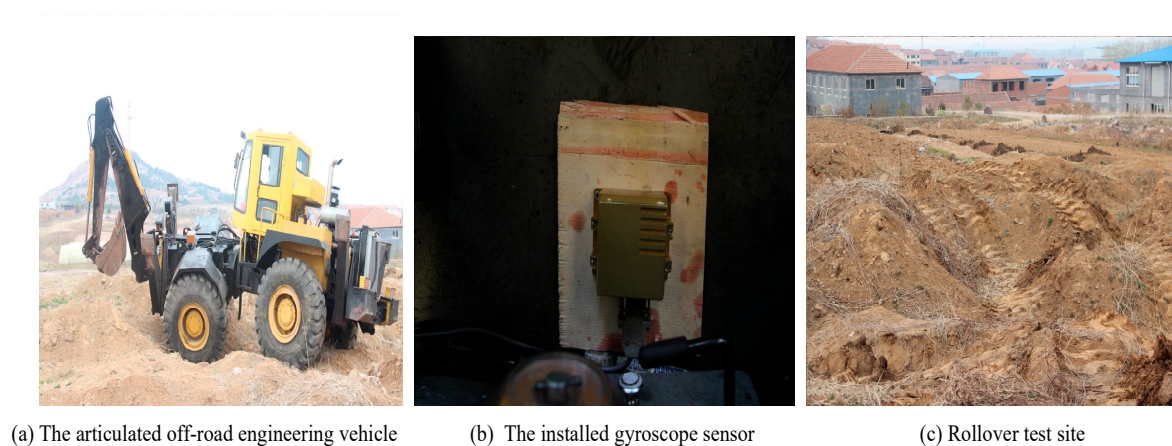 (a) The articulated off-road engineering vehicle
(b) The installed gyroscope sensor
(c) Rollover test site